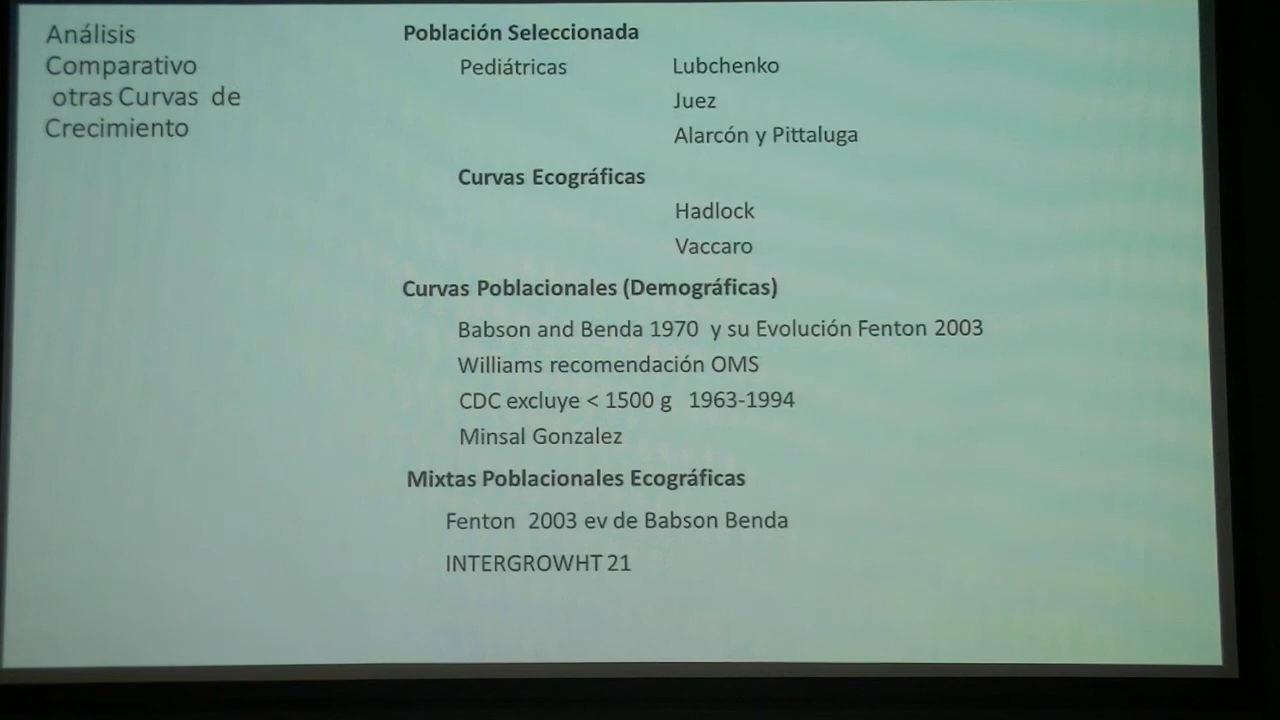 Análisis
Comparativo
otras Curvas de
Crecimiento
Población Seleccionada
Pediátricas Lubchenko
Juez
Alarcón y Pittaluga
Curvas Ecográficas
Hadlock
Vaccaro
Curvas Poblacionales (Demográficas)
Babson and Benda 1970 y su Evolución Fenton 2003
Williams recomendación OMS
CDC excluye < 1500 g 1963-1994
Minsal Gonzalez
Mixtas Poblacionales Ecográficas
Fenton 2003 ev de Babson Benda
INTERGROWHT 21